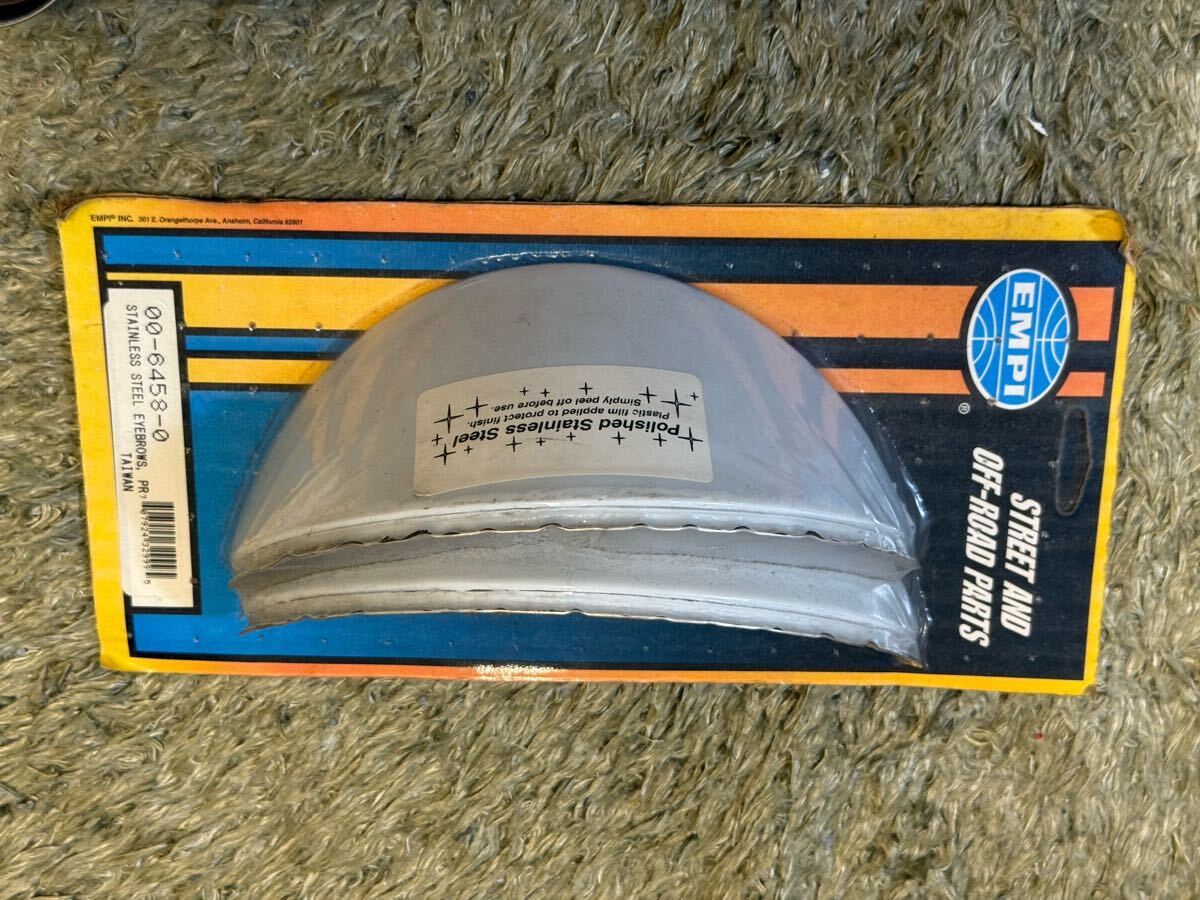 EMPI® INC. 301 E. Orangethorpe Ave., Anaheim, California 92801
EMPI
®
STREET AND
OFF-ROAD PARTS
Polished Stainless Steel
Plastic film applied to protect finish.
Simply peel off before use.
00-6458-0
STAINLESS STEEL EYEBROWS, PR
TAIWAN